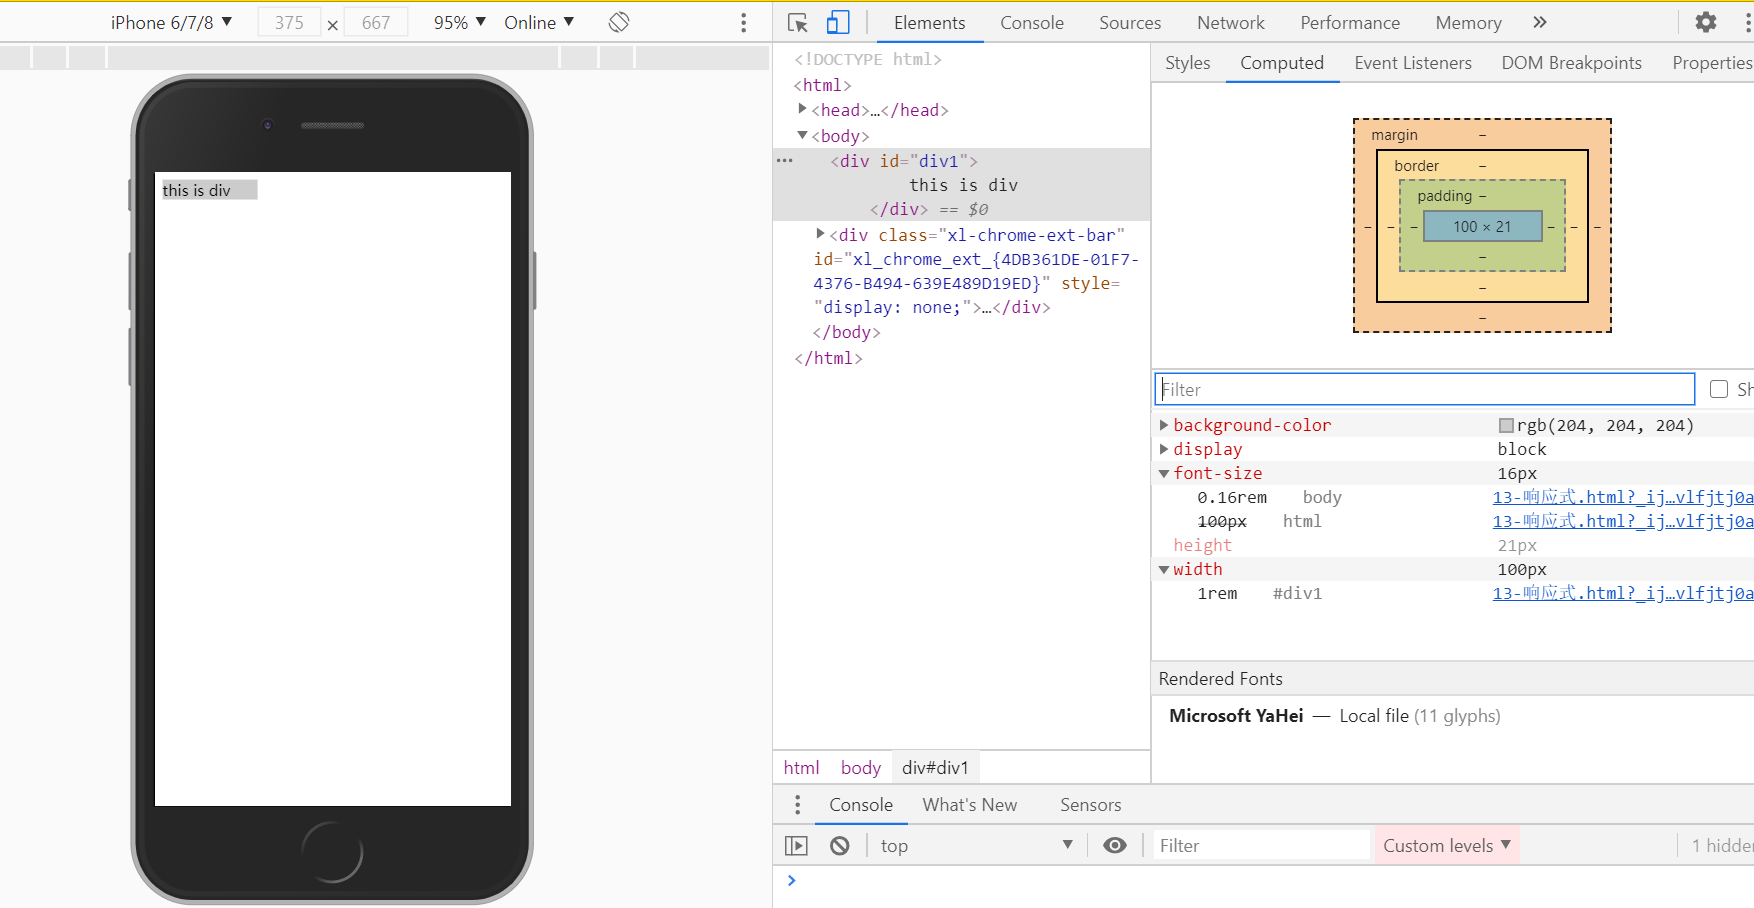 iPhone 6/7/8 ▼ 375 × 667 95% ▼ Online ▼
this is div
Elements Console Sources Network Performance Memory »
<!DOCTYPE html>
<html>
▶<head>…</head>
▼<body>
··· <div id="div1">
this is div
</div> == $0
▶<div class="xl-chrome-ext-bar"
id="xl_chrome_ext_{4DB361DE-01F7-
4376-B494-639E489D19ED}" style=
"display: none;">…</div>
</body>
</html>
html body div#div1
Styles Computed Event Listeners DOM Breakpoints Properties
margin –
border –
padding –
– – – 100 × 21 – – –
–
–
–
Filter Sh
▶background-color rgb(204, 204, 204)
▶display block
▼font-size 16px
0.16rem body 13-响应式.html?_ij…vlfjtj0a
100px html 13-响应式.html?_ij…vlfjtj0a
height 21px
▼width 100px
1rem #div1 13-响应式.html?_ij…vlfjtj0a
Rendered Fonts
Microsoft YaHei — Local file (11 glyphs)
Console What's New Sensors
top ▼ Filter Custom levels ▼ 1 hidden
>